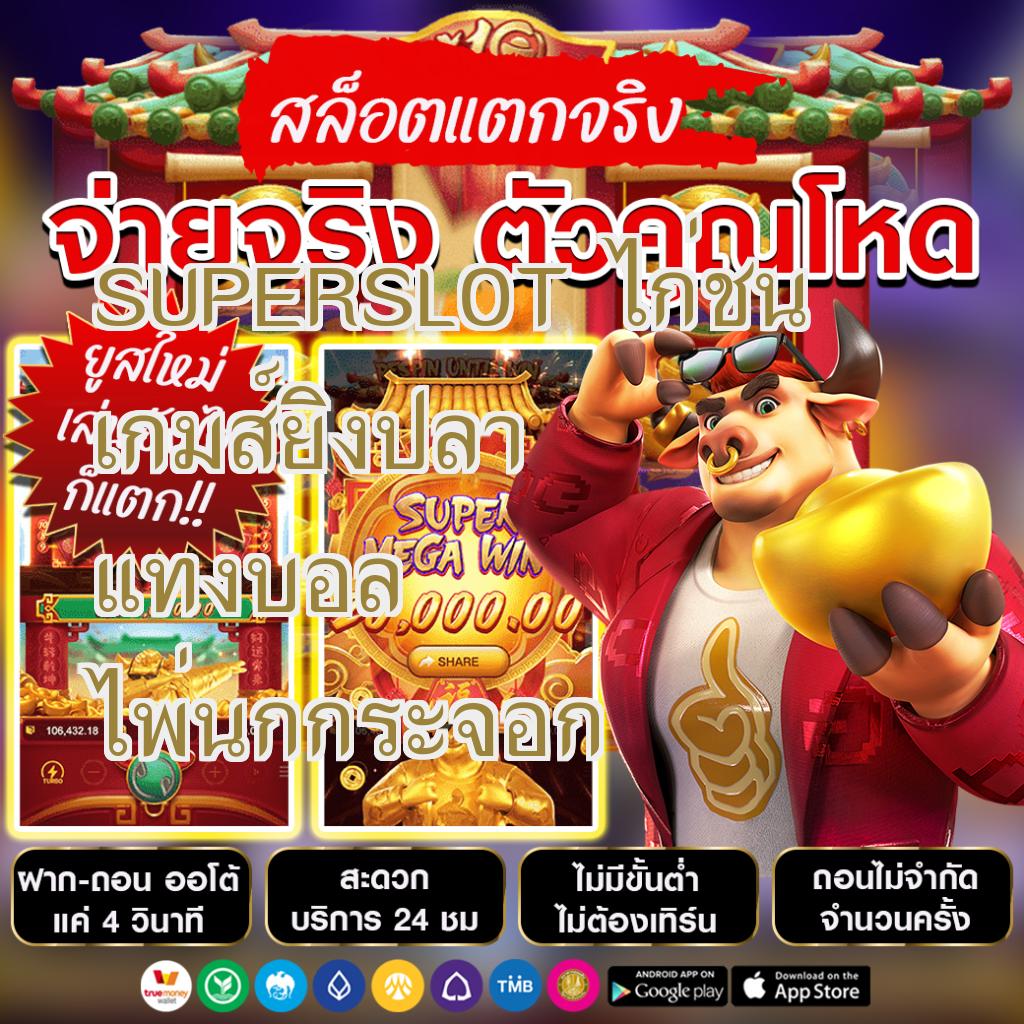 สล็อตแตกจริง
จ่ายจริง ตัวคูณโหด
SUPERSLOT ไก่ชน
ยูสใหม่
ก็แตก!!
เกมส์ยิงปลา
SUPER
MEGA WIN
แทงบอล
,000.00
SHARE
ไพ่นกกระจอก
106,432.18
TURBO
ฝาก-ถอน ออโต้
แค่ 4 วินาที
สะดวก
บริการ 24 ชม
ไม่มีขั้นต่ำ
ไม่ต้องเทิร์น
ถอนไม่จำกัด
จำนวนครั้ง
truemoney
wallet
TMB
ANDROID APP ON
Google play
Download on the
App Store